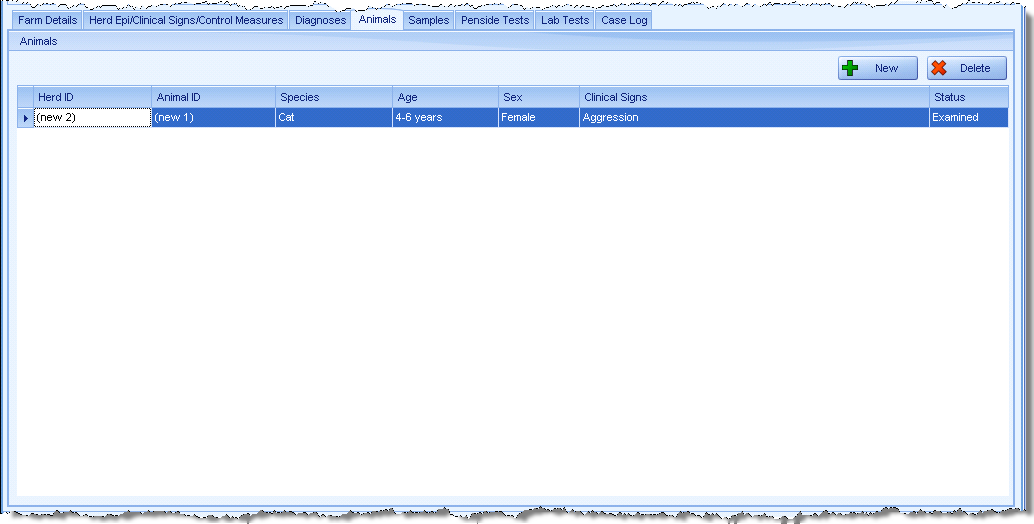 Farm Details Herd Epi/Clinical Signs/Control Measures Diagnoses Animals Samples Penside Tests Lab Tests Case Log
Animals
New Delete
Herd ID Animal ID Species Age Sex Clinical Signs Status
(new 2) (new 1) Cat 4-6 years Female Aggression Examined